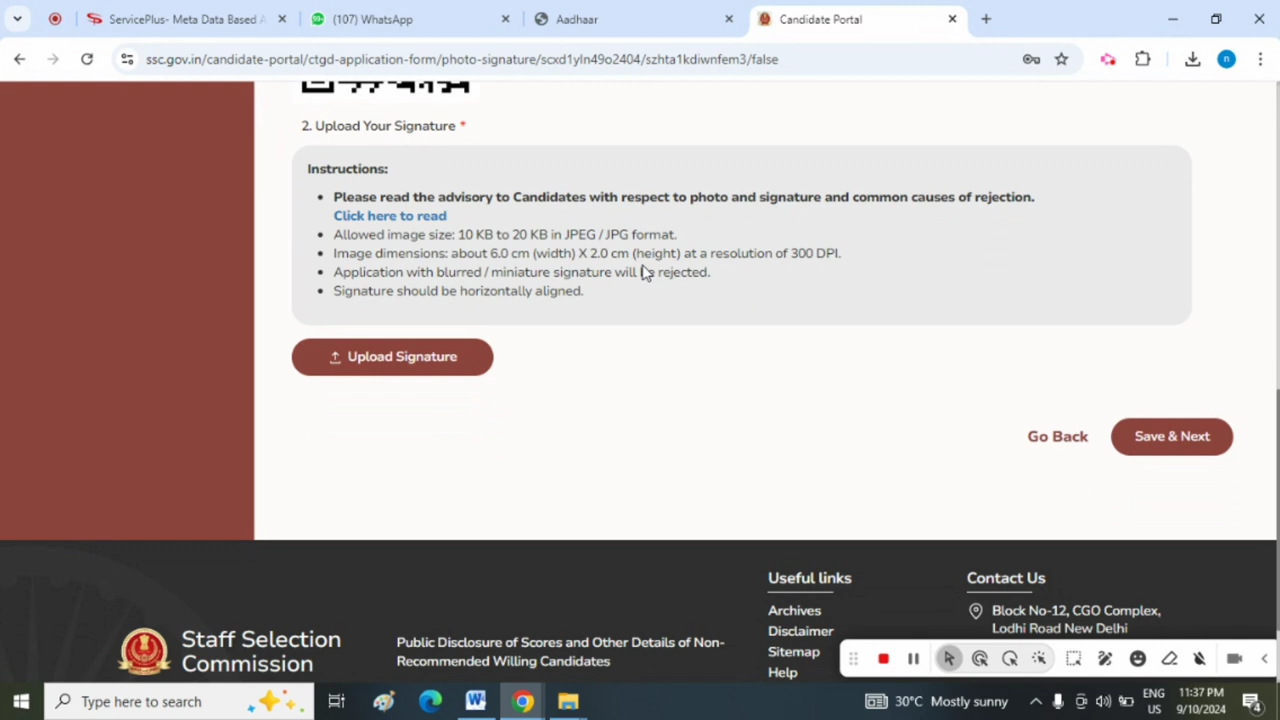 ServicePlus- Meta Data Based A
99+ (107) WhatsApp
Aadhaar
Candidate Portal
ssc.gov.in/candidate-portal/ctgd-application-form/photo-signature/scxd1yln49o2404/szhta1kdiwnfem3/false
n
2. Upload Your Signature *
Instructions:
Please read the advisory to Candidates with respect to photo and signature and common causes of rejection.
Click here to read
Allowed image size: 10 KB to 20 KB in JPEG / JPG format.
Image dimensions: about 6.0 cm (width) X 2.0 cm (height) at a resolution of 300 DPI.
Application with blurred / miniature signature will be rejected.
Signature should be horizontally aligned.
Upload Signature
Go Back
Save & Next
Staff Selection
Commission
Public Disclosure of Scores and Other Details of Non-
Recommended Willing Candidates
Useful links
Archives
Disclaimer
Sitemap
Help
Contact Us
Block No-12, CGO Complex,
Lodhi Road New Delhi
Type here to search
30°C Mostly sunny
ENG
US
11:37 PM
9/10/2024
4